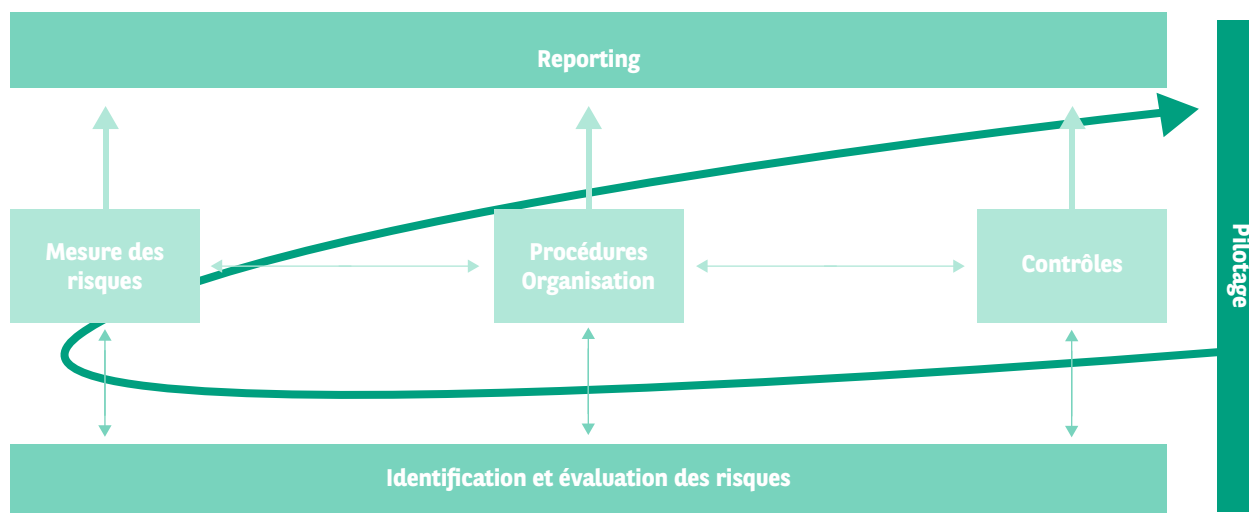 Reporting
Mesure des
risques
Procédures
Organisation
Contrôles
Pilotage
Identification et évaluation des risques